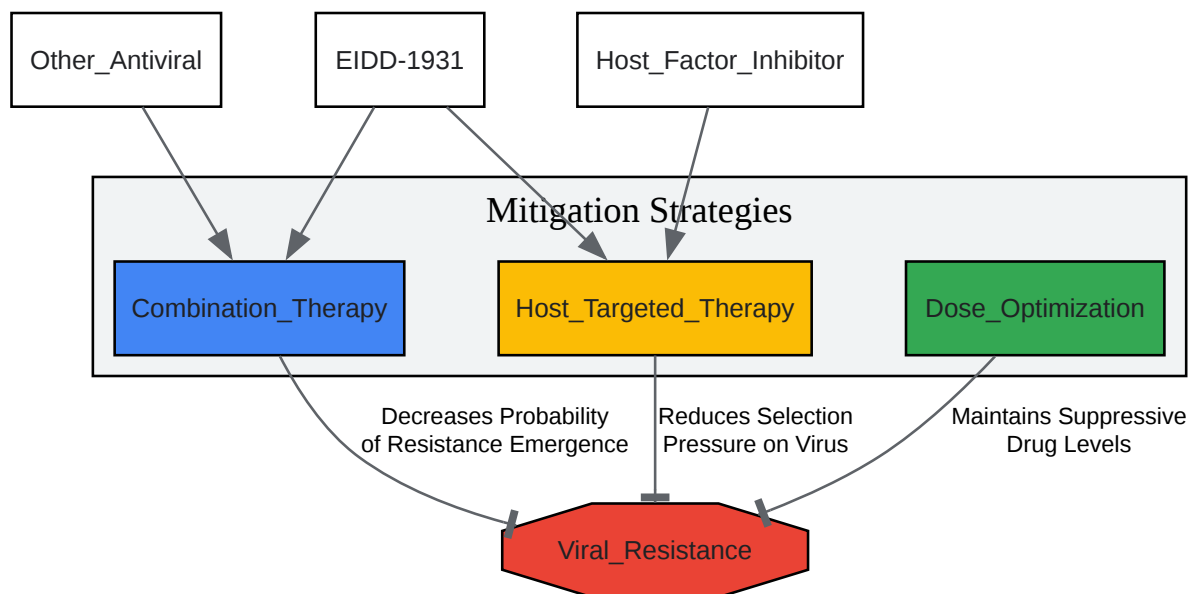 Other_Antiviral
EIDD-1931
Host_Factor_Inhibitor
Mitigation Strategies
Combination_Therapy
Host_Targeted_Therapy
Dose_Optimization
Decreases Probability
of Resistance Emergence
Reduces Selection
Pressure on Virus
Maintains Suppressive
Drug Levels
Viral_Resistance